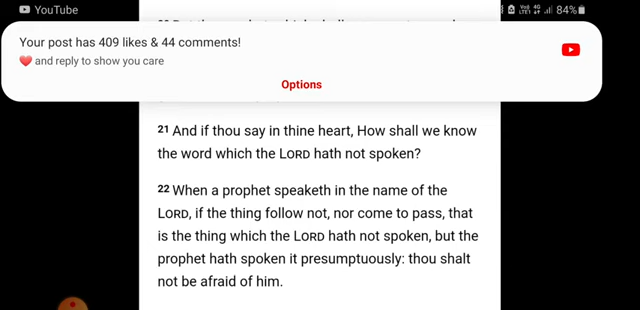 YouTube
Vo)) 4G
LTE1
84%
Your post has 409 likes & 44 comments!
❤️ and reply to show you care
Options
21 And if thou say in thine heart, How shall we know
the word which the LORD hath not spoken?
22 When a prophet speaketh in the name of the
LORD, if the thing follow not, nor come to pass, that
is the thing which the LORD hath not spoken, but the
prophet hath spoken it presumptuously: thou shalt
not be afraid of him.